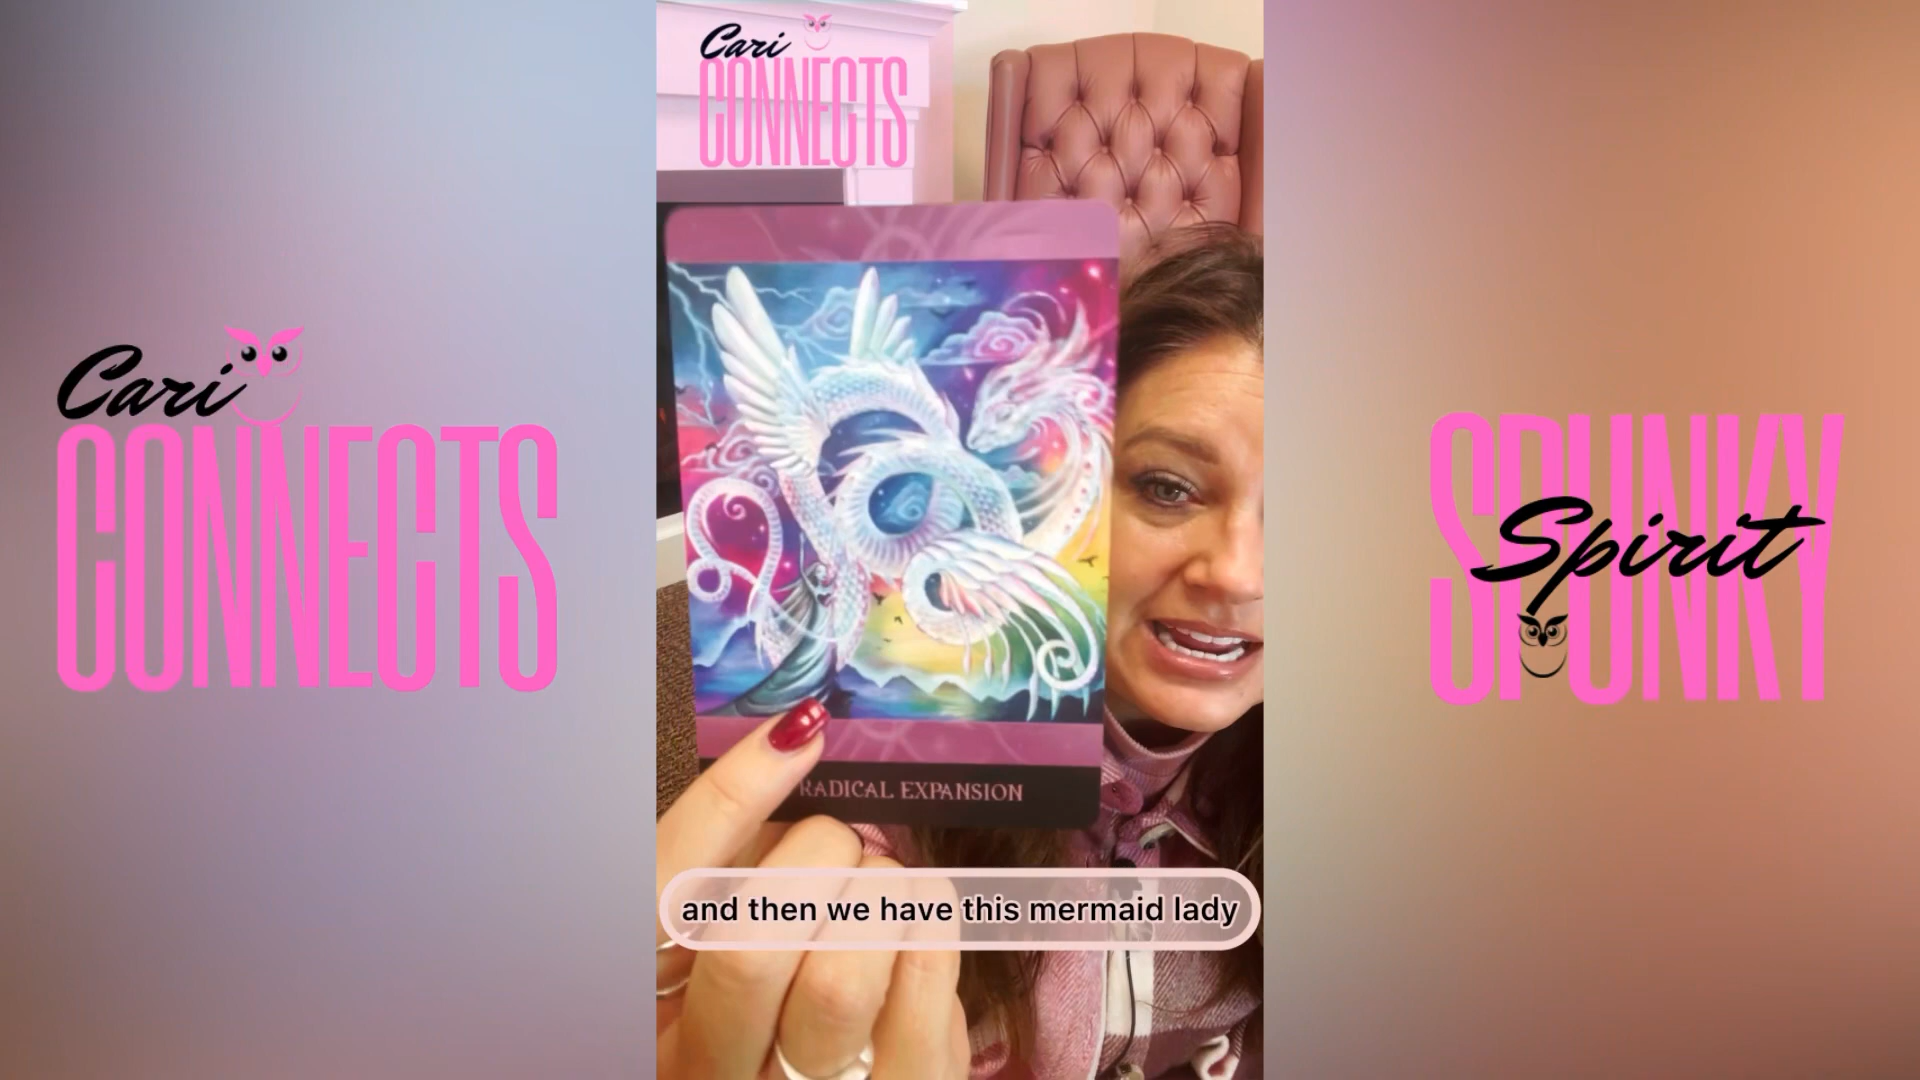 Cari
CONNECTS
Cari
CONNECTS
RADICAL EXPANSION
and then we have this mermaid lady
SPUNKY
Spirit